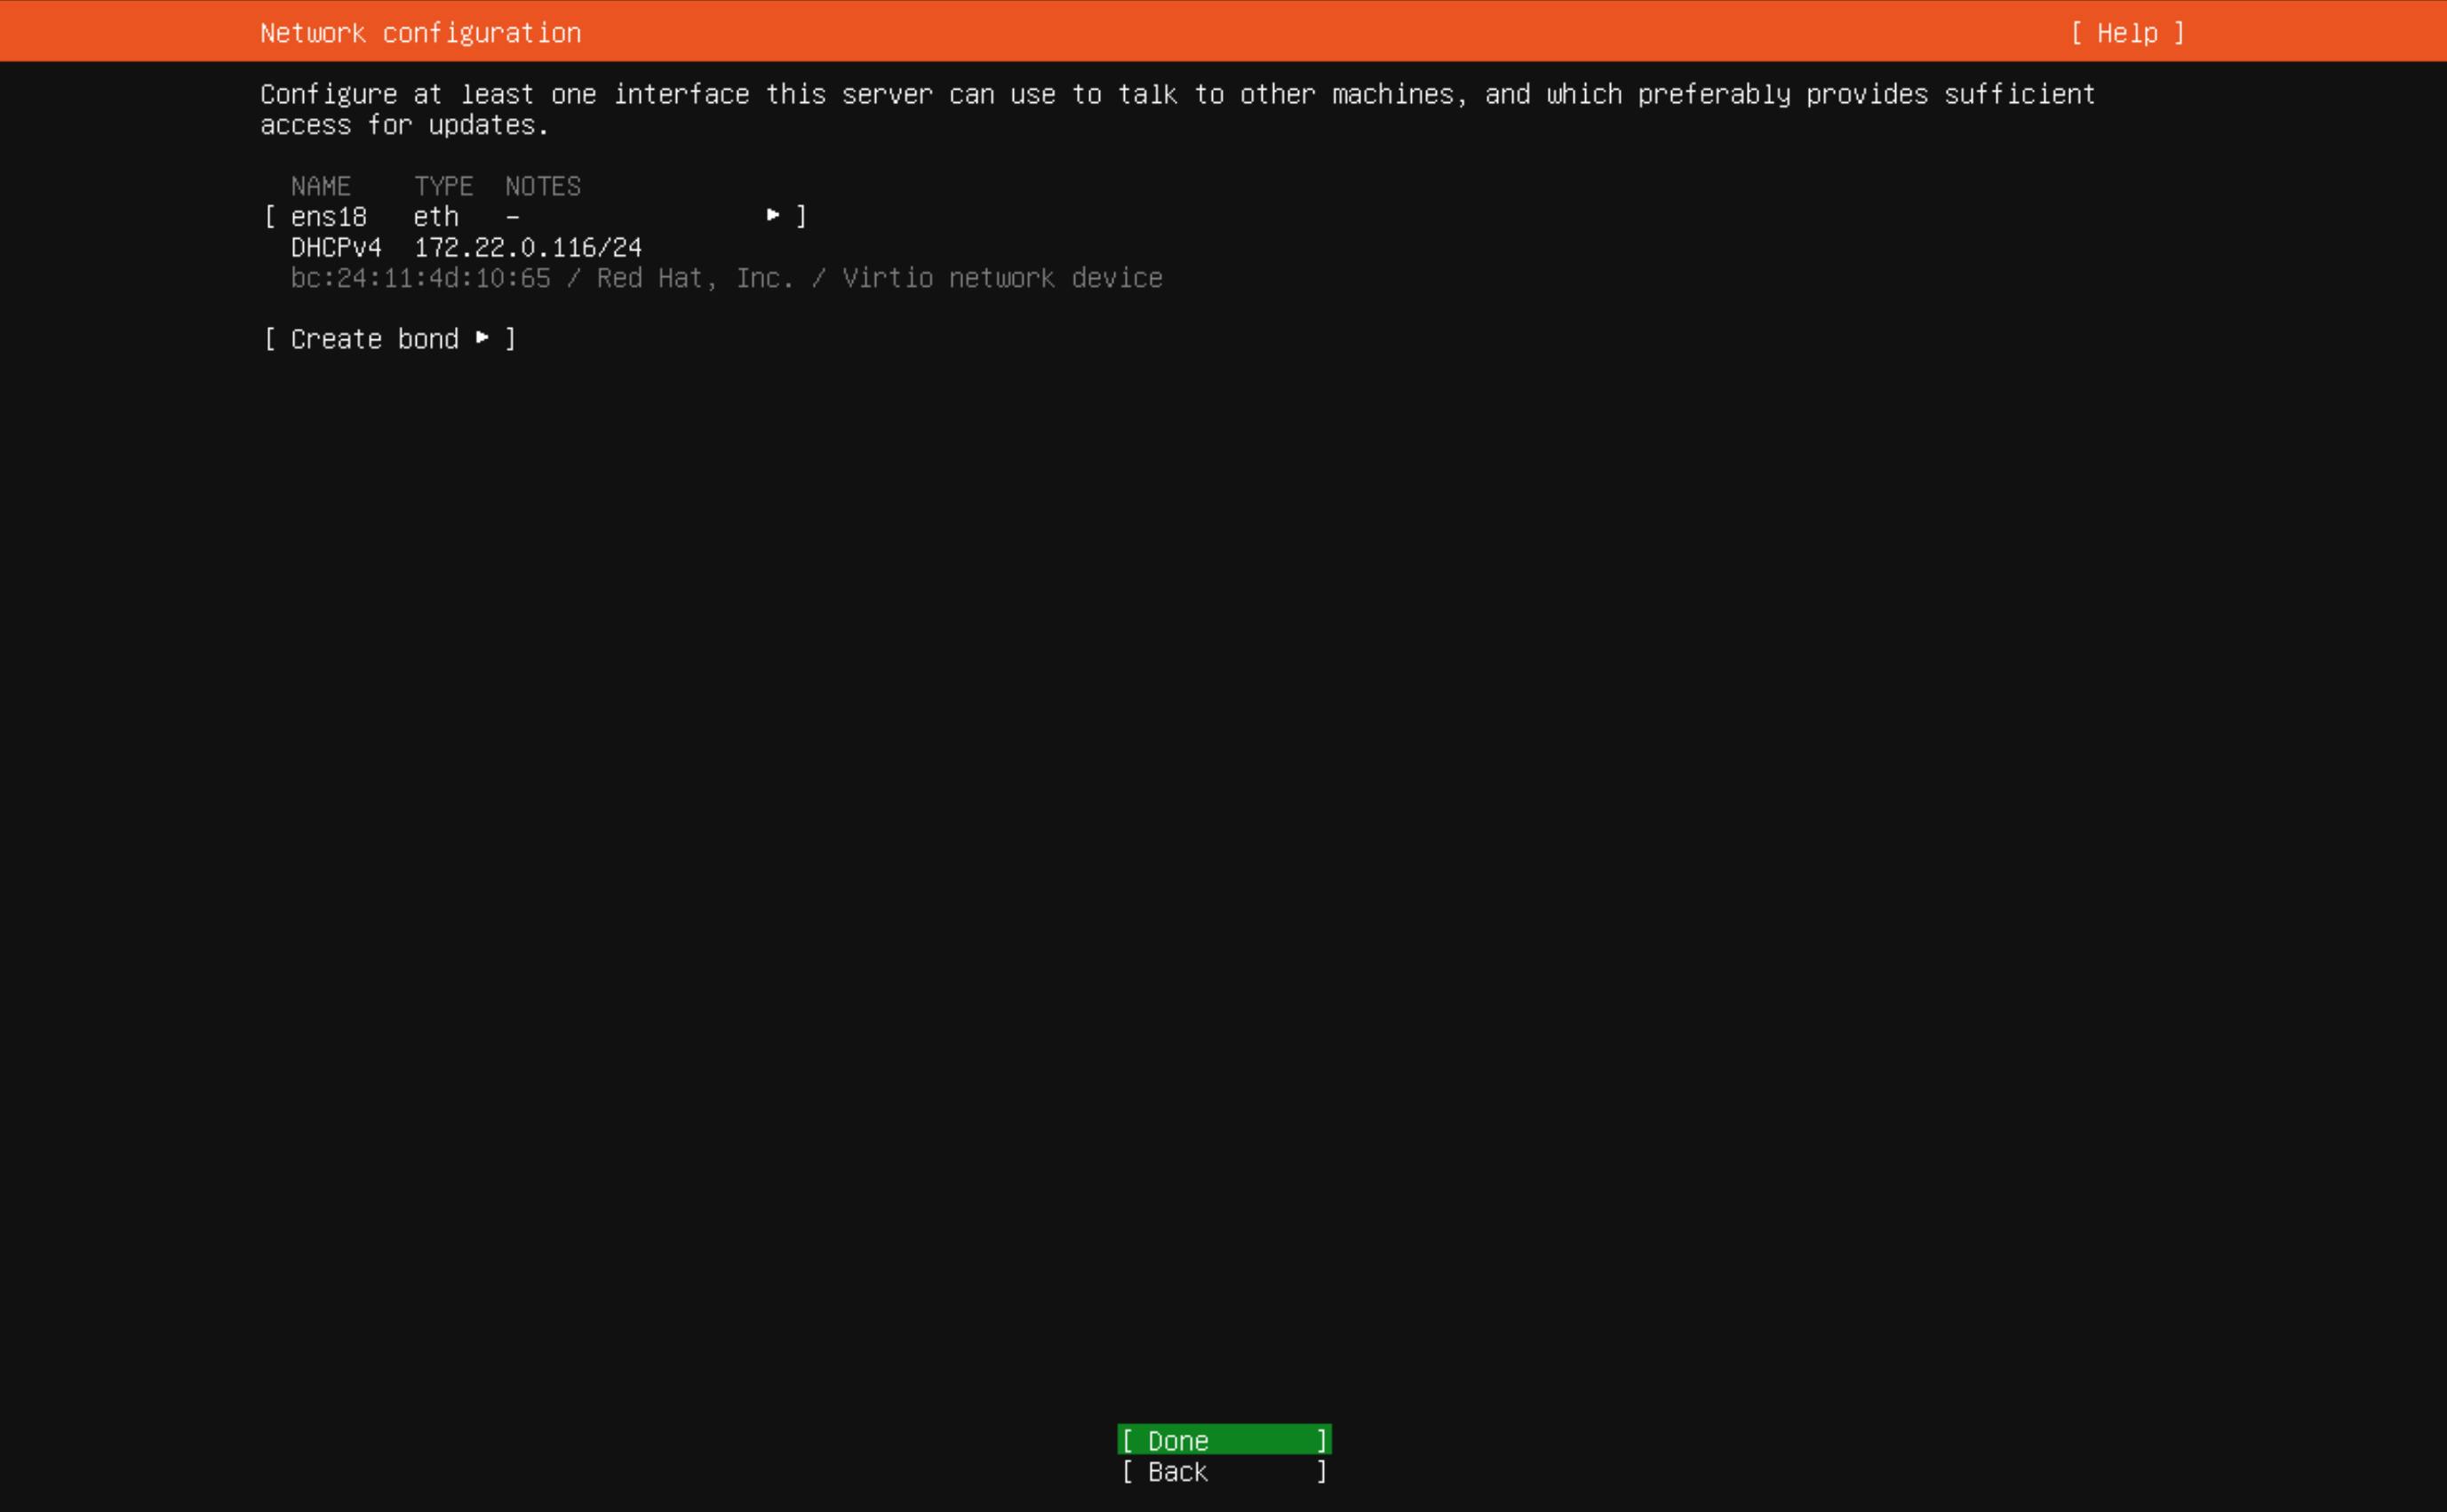 Network configuration [ Help ]
Configure at least one interface this server can use to talk to other machines, and which preferably provides sufficient
access for updates.
NAME TYPE NOTES
[ ens18 eth - ▸ ]
DHCPv4 172.22.0.116/24
bc:24:11:4d:10:65 / Red Hat, Inc. / Virtio network device
[ Create bond ▸ ]
[ Done ]
[ Back ]